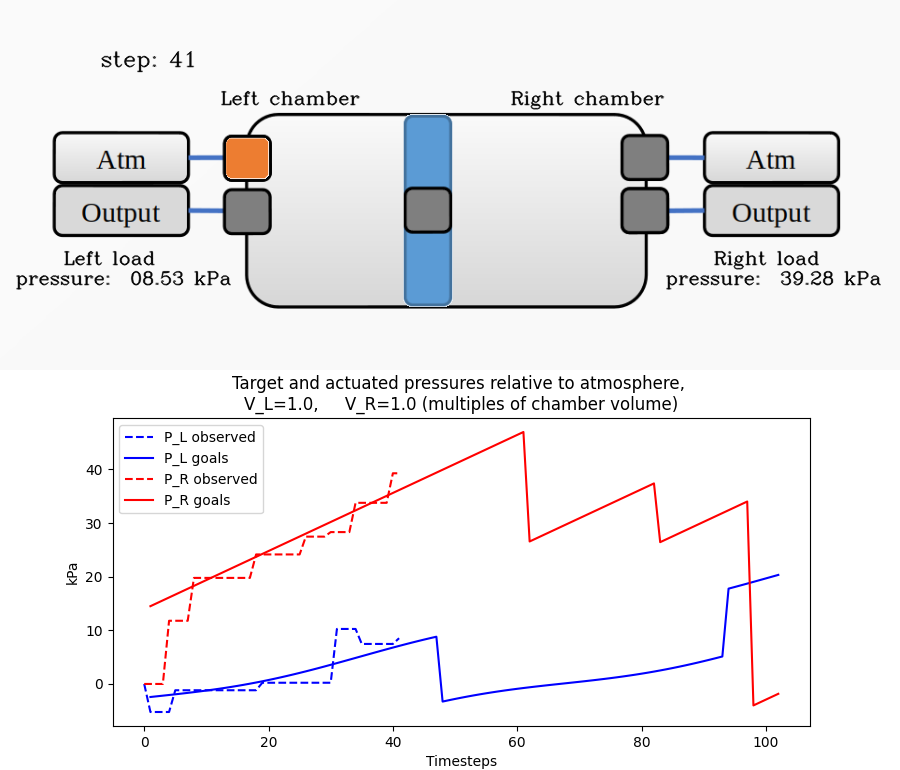 step: 41
Left chamber
Right chamber
Atm
Atm
Output
Output
Left load
pressure: 08.53 kPa
Right load
pressure: 39.28 kPa
Target and actuated pressures relative to atmosphere,
V_L=1.0, V_R=1.0 (multiples of chamber volume)
P_L observed
P_L goals
P_R observed
P_R goals
kPa
40
30
20
10
0
0
20
40
60
80
100
Timesteps